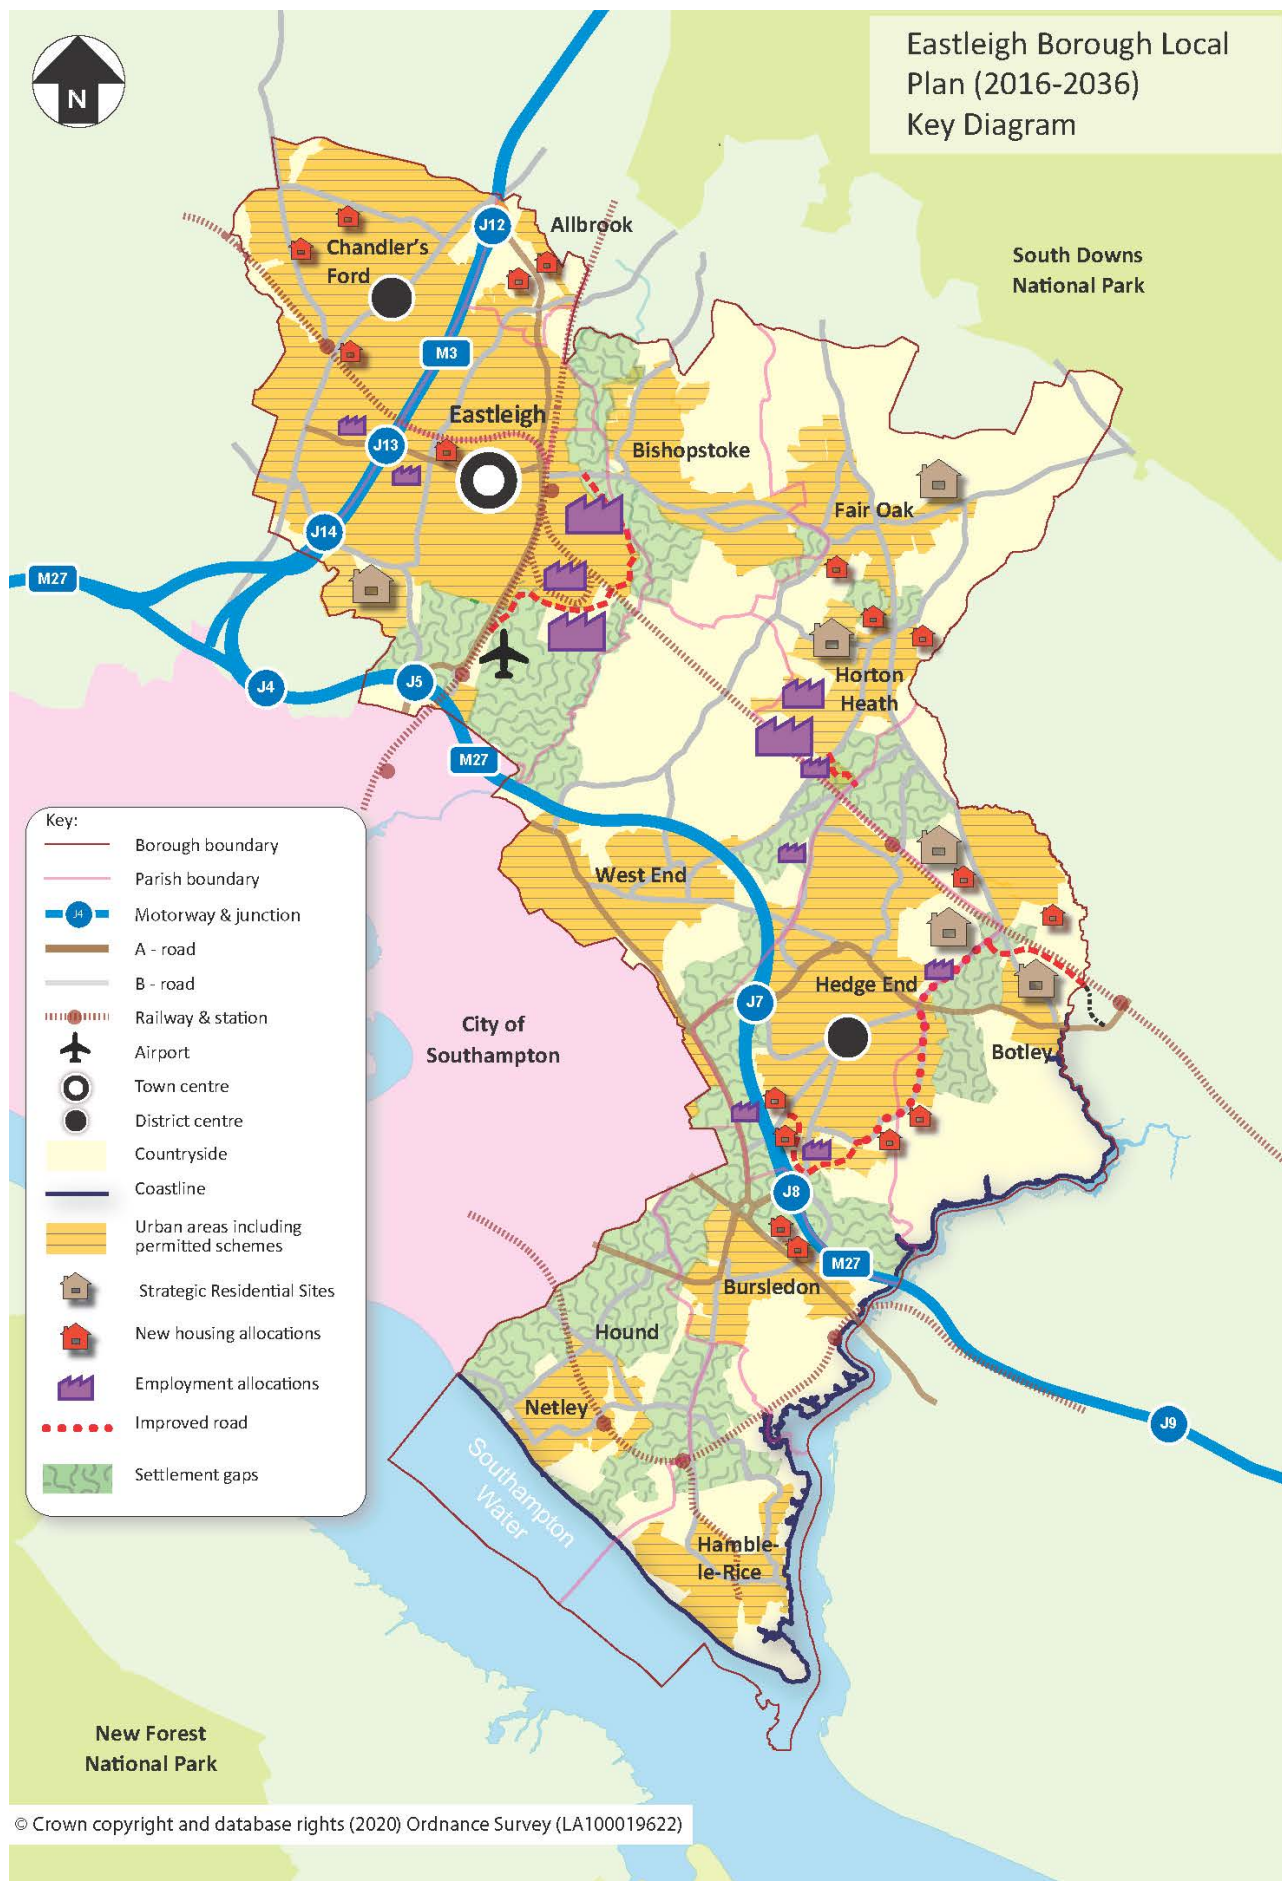 N
Eastleigh Borough Local
Plan (2016-2036)
Key Diagram
J12
Allbrook
Chandler's
Ford
South Downs
National Park
M3
Eastleigh
J13
Bishopstoke
Fair Oak
J14
M27
J4
J5
Horton
Heath
M27
West End
Hedge End
J7
City of
Southampton
Botley
J8
M27
Bursledon
Hound
Netley
J9
Southampton
Water
Hamble-
le-Rice
Key:
Borough boundary
Parish boundary
J4
Motorway & junction
A - road
B - road
Railway & station
Airport
Town centre
District centre
Countryside
Coastline
Urban areas including
permitted schemes
Strategic Residential Sites
New housing allocations
Employment allocations
Improved road
Settlement gaps
New Forest
National Park
© Crown copyright and database rights (2020) Ordnance Survey (LA100019622)